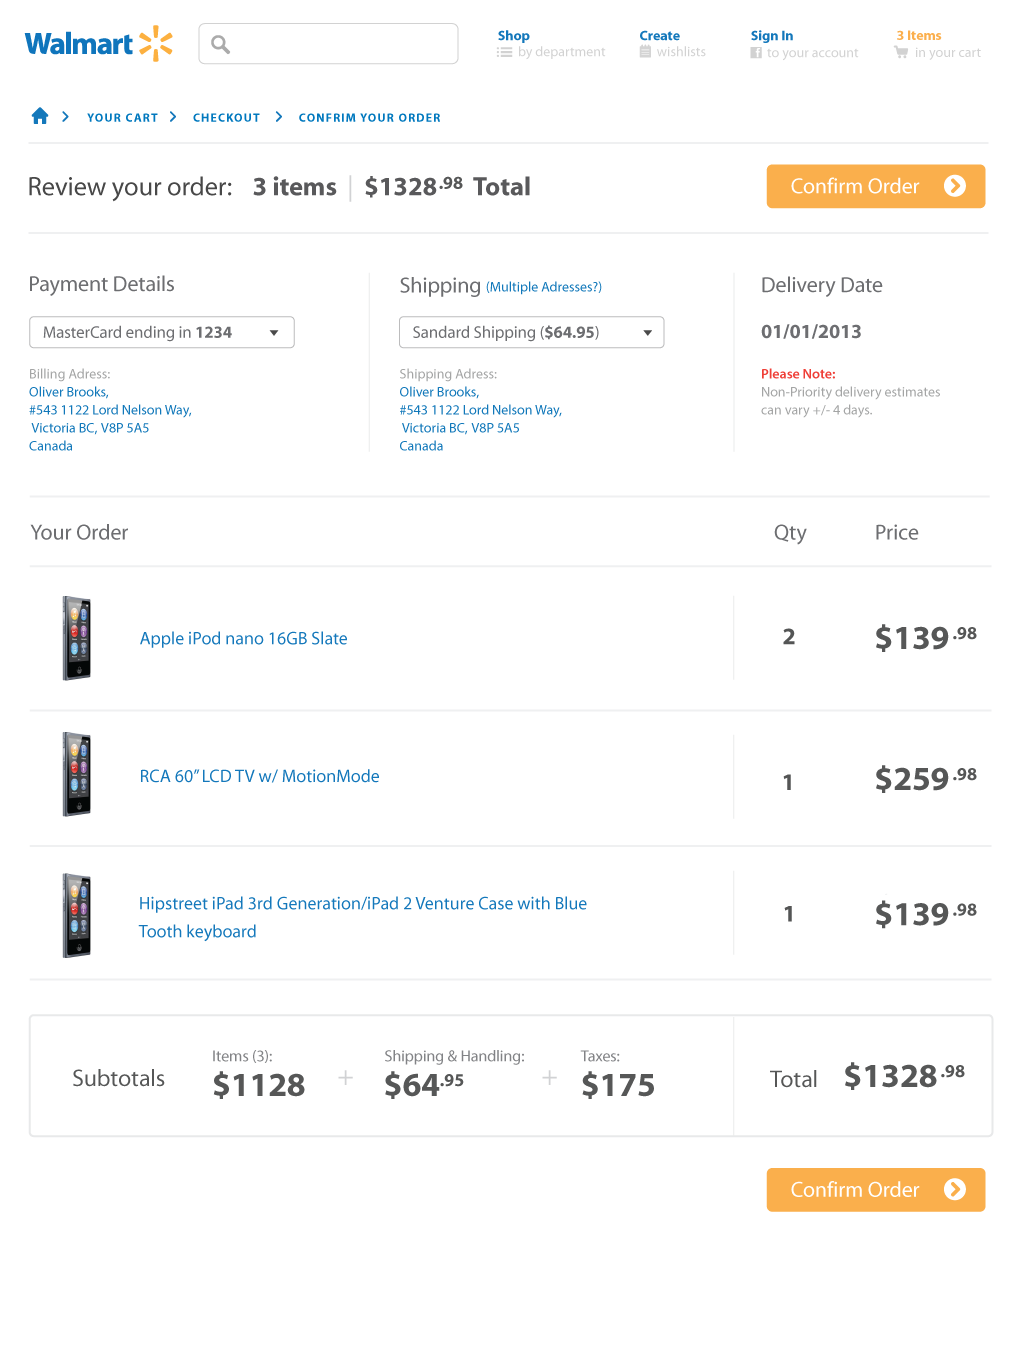 Walmart
Shop
by department
Create
wishlists
Sign In
to your account
3 Items
in your cart
YOUR CART
CHECKOUT
CONFRIM YOUR ORDER
Review your order: 3 items | $1328.98 Total
Confirm Order
Payment Details
MasterCard ending in 1234
Billing Adress:
Oliver Brooks,
#543 1122 Lord Nelson Way,
Victoria BC, V8P 5A5
Canada
Shipping (Multiple Adresses?)
Sandard Shipping ($64.95)
Shipping Adress:
Oliver Brooks,
#543 1122 Lord Nelson Way,
Victoria BC, V8P 5A5
Canada
Delivery Date
01/01/2013
Please Note:
Non-Priority delivery estimates
can vary +/- 4 days.
Your Order Qty Price
Apple iPod nano 16GB Slate 2 $139.98
RCA 60” LCD TV w/ MotionMode 1 $259.98
Hipstreet iPad 3rd Generation/iPad 2 Venture Case with Blue
Tooth keyboard
1 $139.98
Subtotals
Items (3):
$1128
+
Shipping & Handling:
$64.95
+
Taxes:
$175
Total $1328.98
Confirm Order